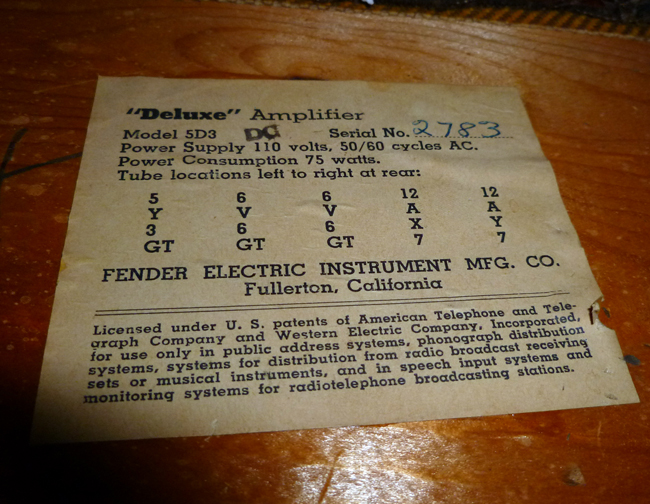 "Deluxe" Amplifier
Model 5D3 DC Serial No. 2783
Power Supply 110 volts, 50/60 cycles AC.
Power Consumption 75 watts.
Tube locations left to right at rear:
5 6 6 12 12
Y V V A A
3 6 6 X Y
GT GT GT 7 7
FENDER ELECTRIC INSTRUMENT MFG. CO.
Fullerton, California
Licensed under U. S. patents of American Telephone and Tele-
graph Company and Western Electric Company, Incorporated,
for use only in public address systems, phonograph distribution
systems, systems for distribution from radio broadcast receiving
sets or musical instruments, and in speech input systems and
monitoring systems for radiotelephone broadcasting stations.